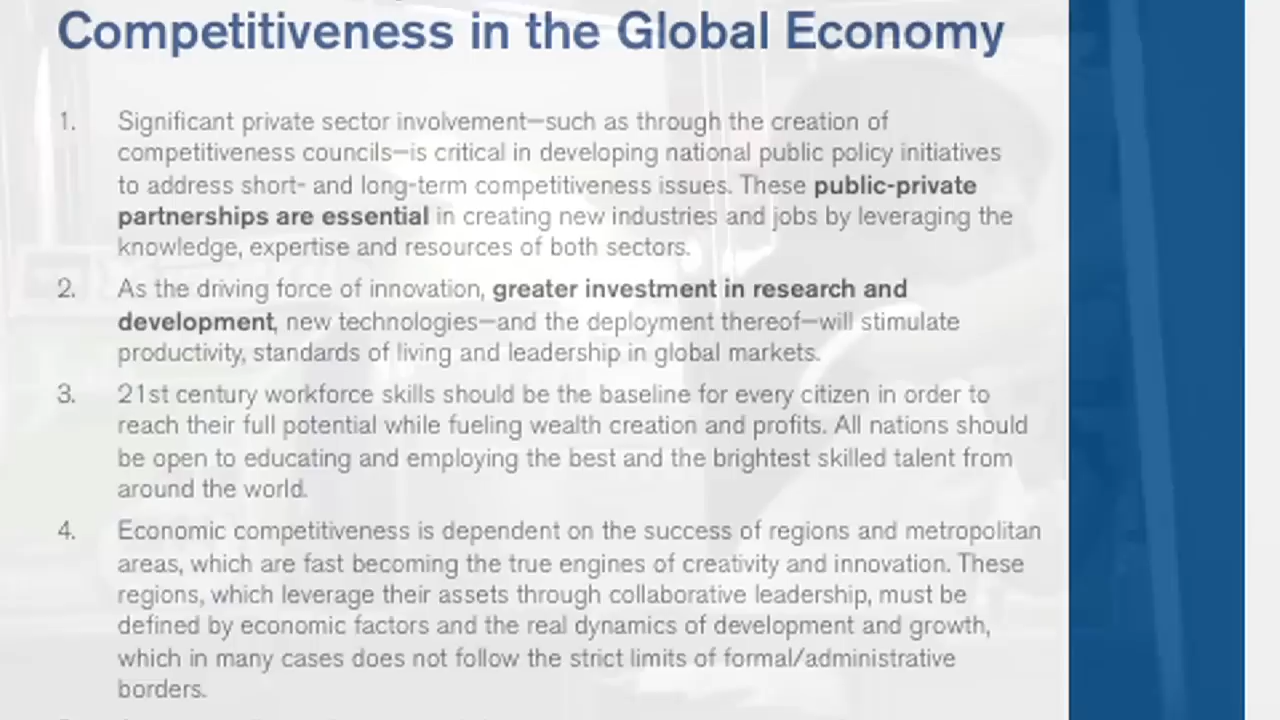 Competitiveness in the Global Economy
1. Significant private sector involvement—such as through the creation of
competitiveness councils—is critical in developing national public policy initiatives
to address short- and long-term competitiveness issues. These public-private
partnerships are essential in creating new industries and jobs by leveraging the
knowledge, expertise and resources of both sectors.
2. As the driving force of innovation, greater investment in research and
development, new technologies—and the deployment thereof—will stimulate
productivity, standards of living and leadership in global markets.
3. 21st century workforce skills should be the baseline for every citizen in order to
reach their full potential while fueling wealth creation and profits. All nations should
be open to educating and employing the best and the brightest skilled talent from
around the world.
4. Economic competitiveness is dependent on the success of regions and metropolitan
areas, which are fast becoming the true engines of creativity and innovation. These
regions, which leverage their assets through collaborative leadership, must be
defined by economic factors and the real dynamics of development and growth,
which in many cases does not follow the strict limits of formal/administrative
borders.